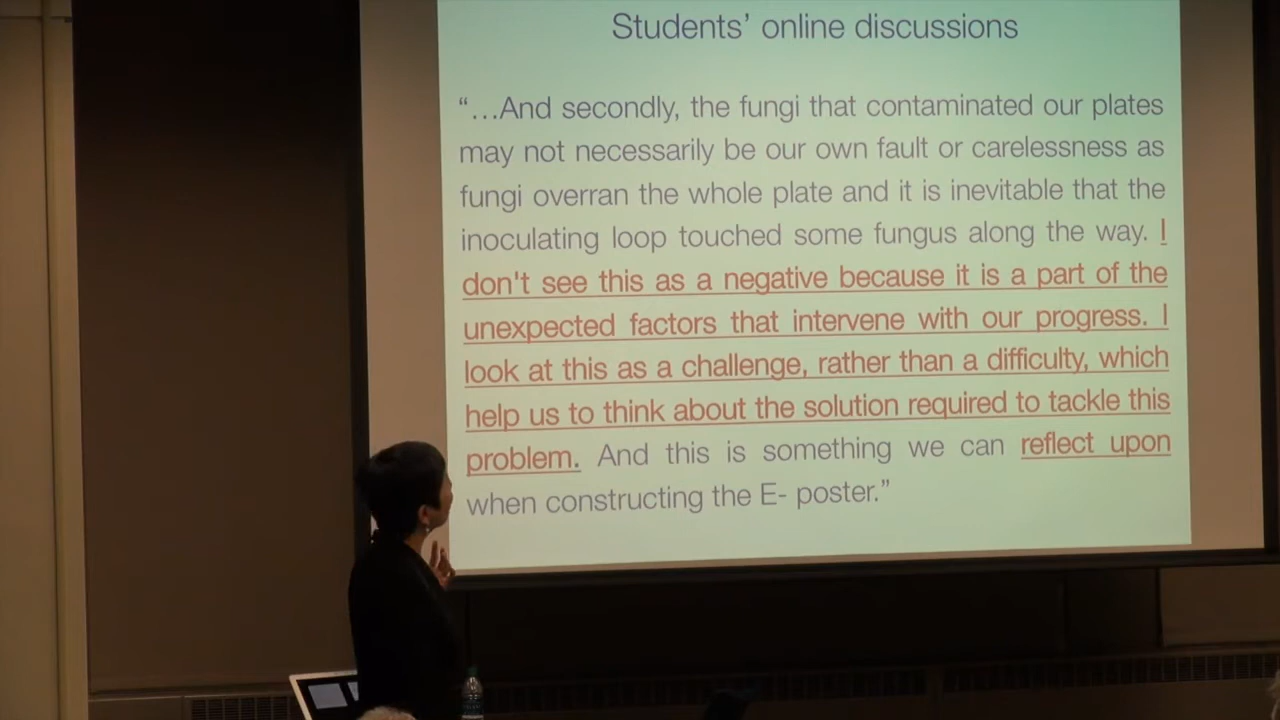 Students’ online discussions
“…And secondly, the fungi that contaminated our plates
may not necessarily be our own fault or carelessness as
fungi overran the whole plate and it is inevitable that the
inoculating loop touched some fungus along the way. I
don't see this as a negative because it is a part of the
unexpected factors that intervene with our progress. I
look at this as a challenge, rather than a difficulty, which
help us to think about the solution required to tackle this
problem. And this is something we can reflect upon
when constructing the E- poster.”